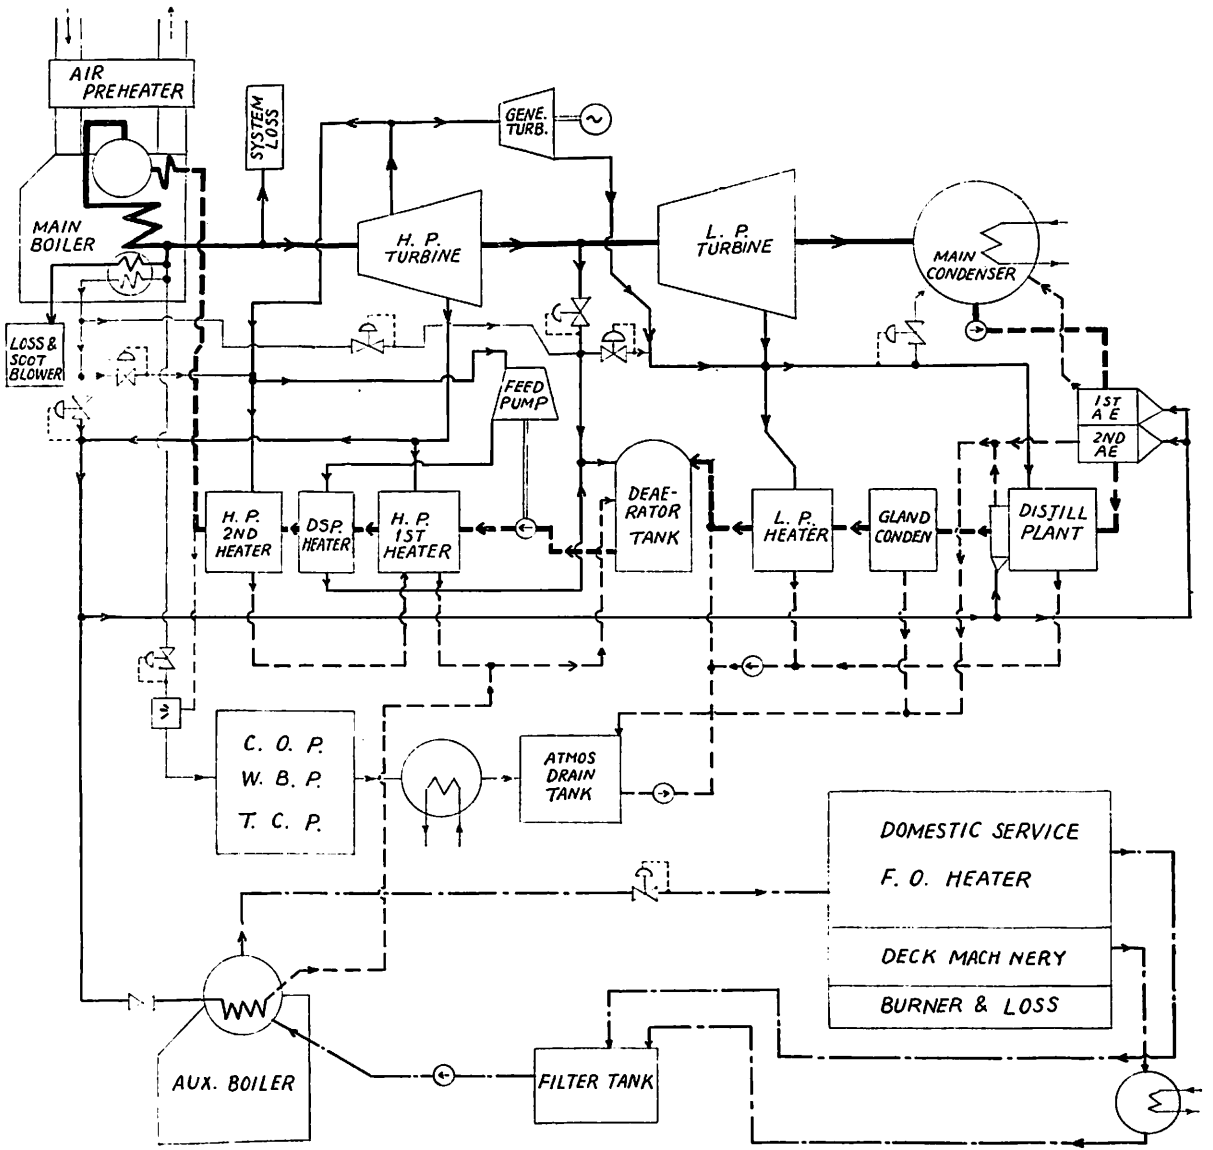 AIR
PREHEATER
SYSTEM
LOSS
GENE.
TURB.
MAIN
BOILER
H. P.
TURBINE
L. P.
TURBINE
MAIN
CONDENSER
LOSS &
SCOT
BLOWER
FEED
PUMP
1ST
A E
2ND
AE
H. P.
2ND
HEATER
DSP.
HEATER
H. P.
1ST
HEATER
DEAE-
RATOR
TANK
L. P.
HEATER
GLAND
CONDEN
DISTILL
PLANT
C. O. P.
W. B. P.
T. C. P.
ATMOS
DRAIN
TANK
DOMESTIC SERVICE
F. O. HEATER
DECK MACHINERY
BURNER & LOSS
AUX. BOILER
FILTER TANK